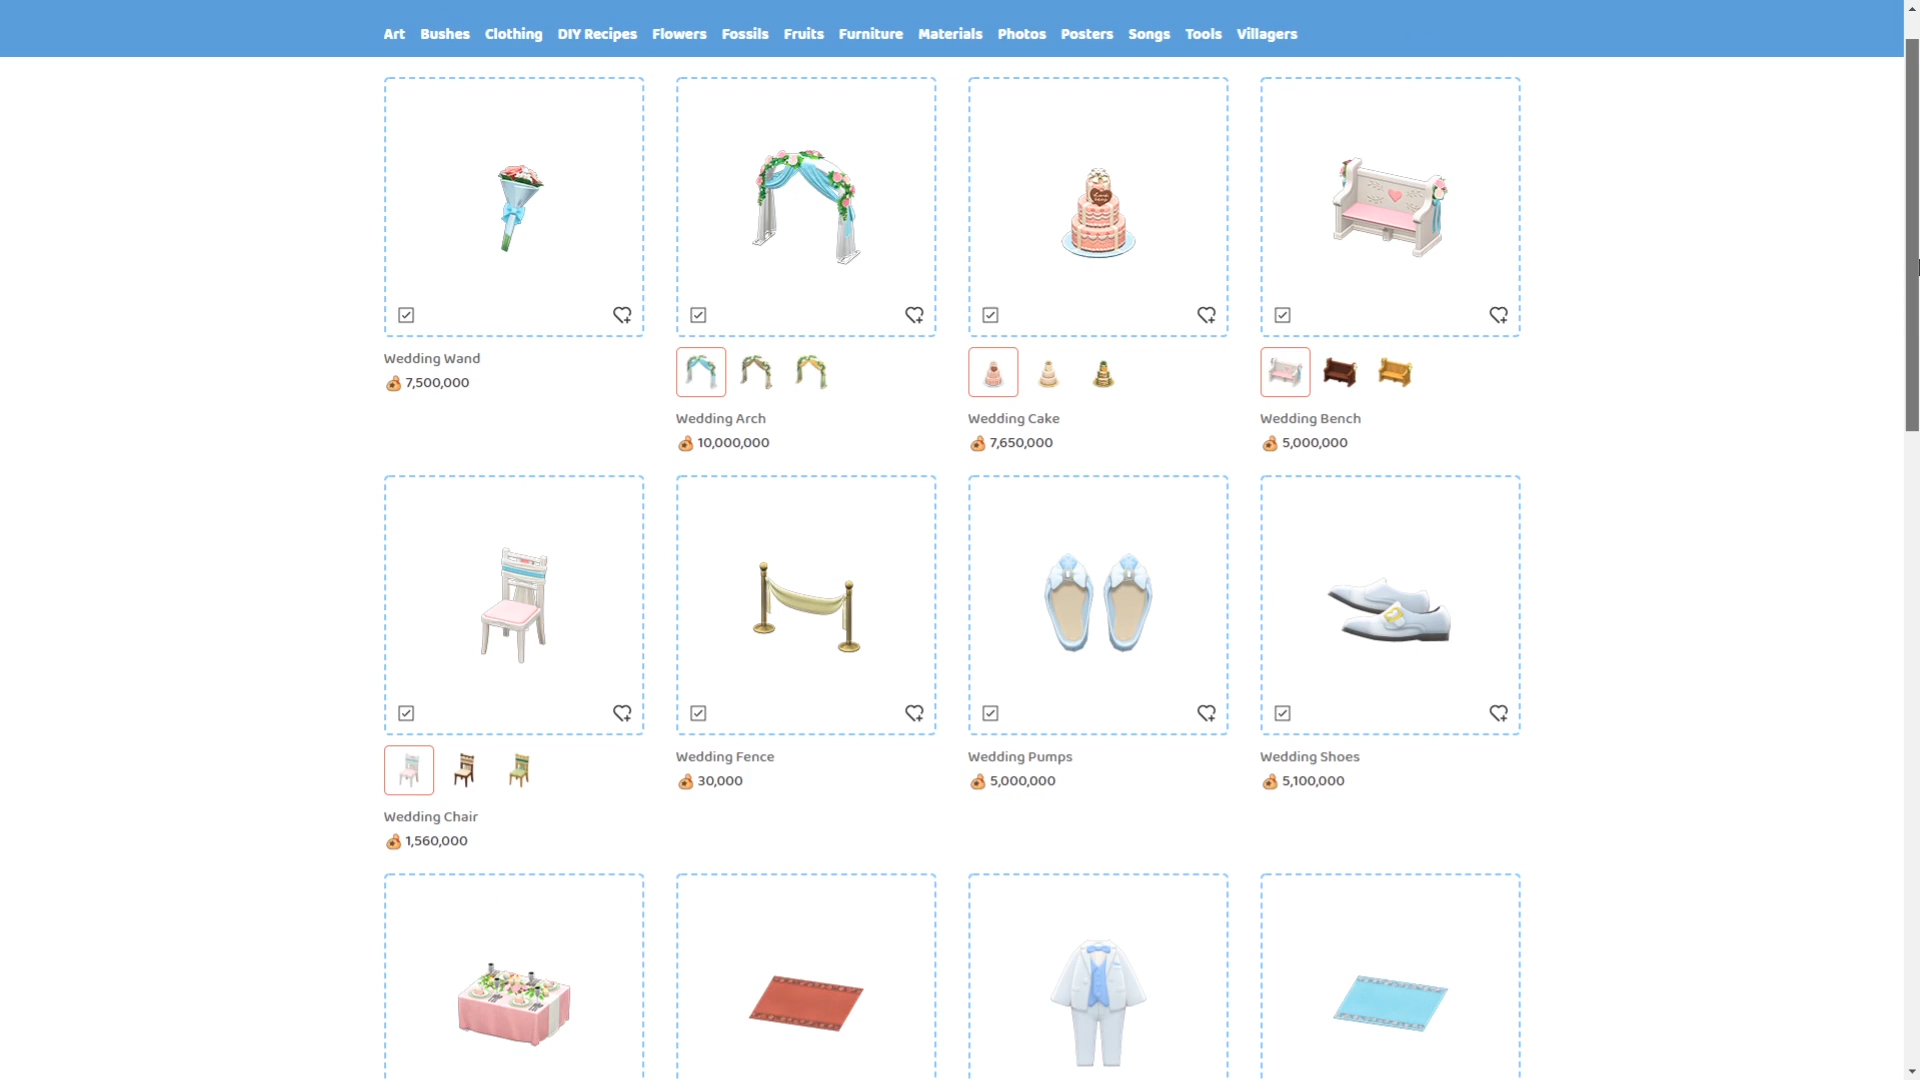 Art Bushes Clothing DIY Recipes Flowers Fossils Fruits Furniture Materials Photos Posters Songs Tools Villagers
Wedding Wand
7,500,000
Wedding Arch
10,000,000
Wedding Cake
7,650,000
Wedding Bench
5,000,000
Wedding Chair
1,560,000
Wedding Fence
30,000
Wedding Pumps
5,000,000
Wedding Shoes
5,100,000